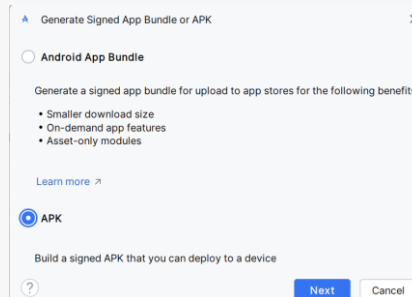 Generate Signed App Bundle or APK
Android App Bundle
Generate a signed app bundle for upload to app stores for the following benefits
• Smaller download size
• On-demand app features
• Asset-only modules
Learn more ↗
APK
Build a signed APK that you can deploy to a device
?
Next
Cancel